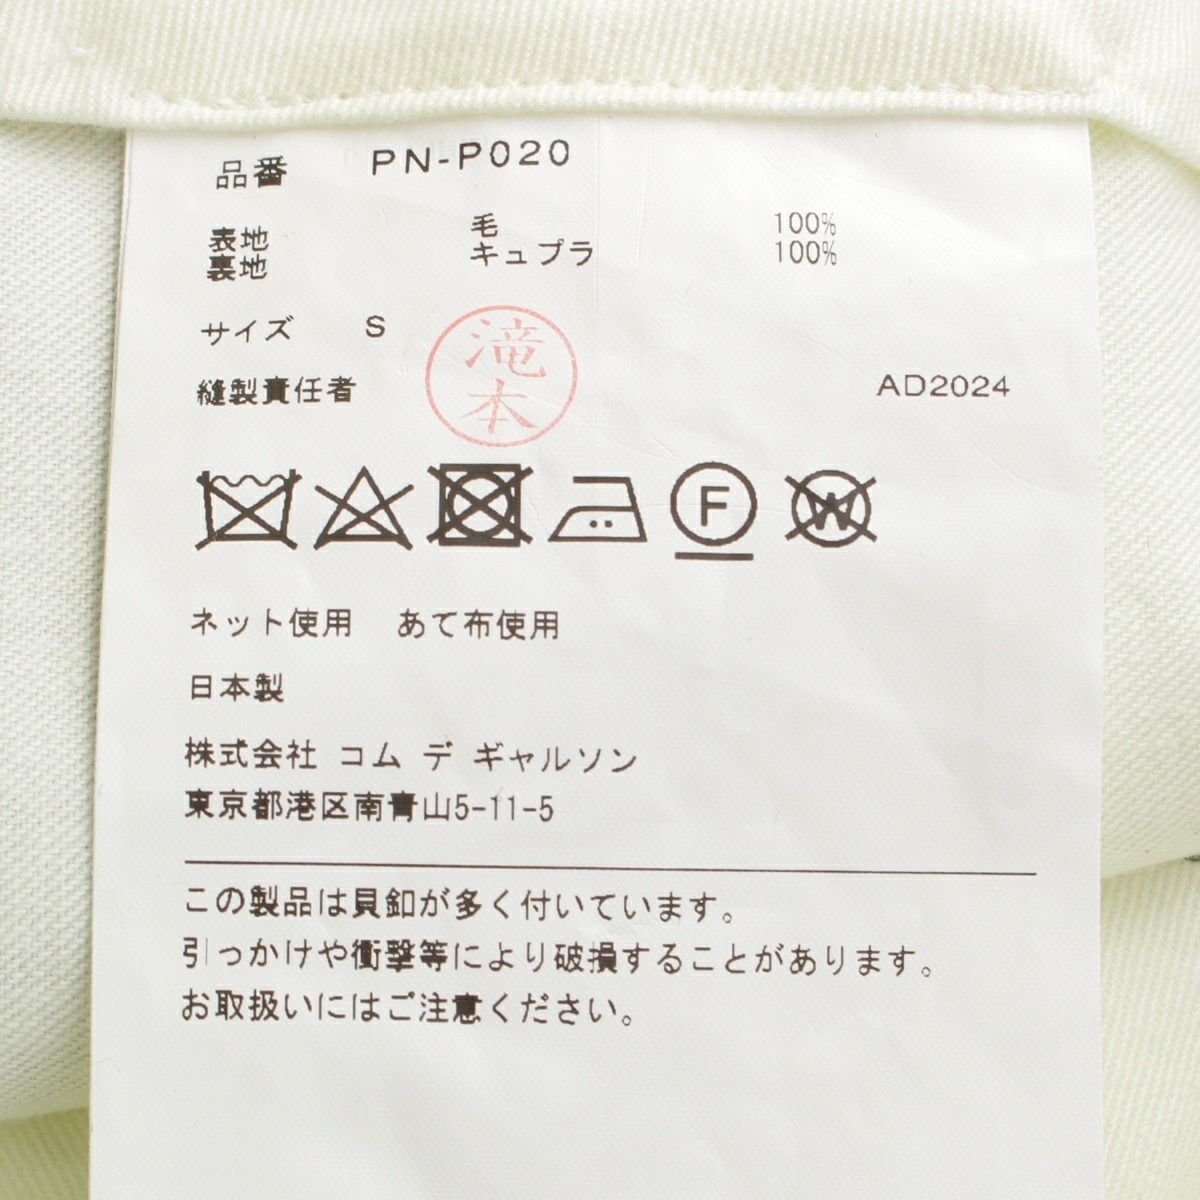 品番 PN-P020
表地 毛 100%
裏地 キュプラ 100%
サイズ S
滝本
縫製責任者 AD2024
F
W
ネット使用 あて布使用
日本製
株式会社 コム デ ギャルソン
東京都港区南青山5-11-5
この製品は貝釦が多く付いています。
引っかけや衝撃等により破損することがあります。
お取扱いにはご注意ください。